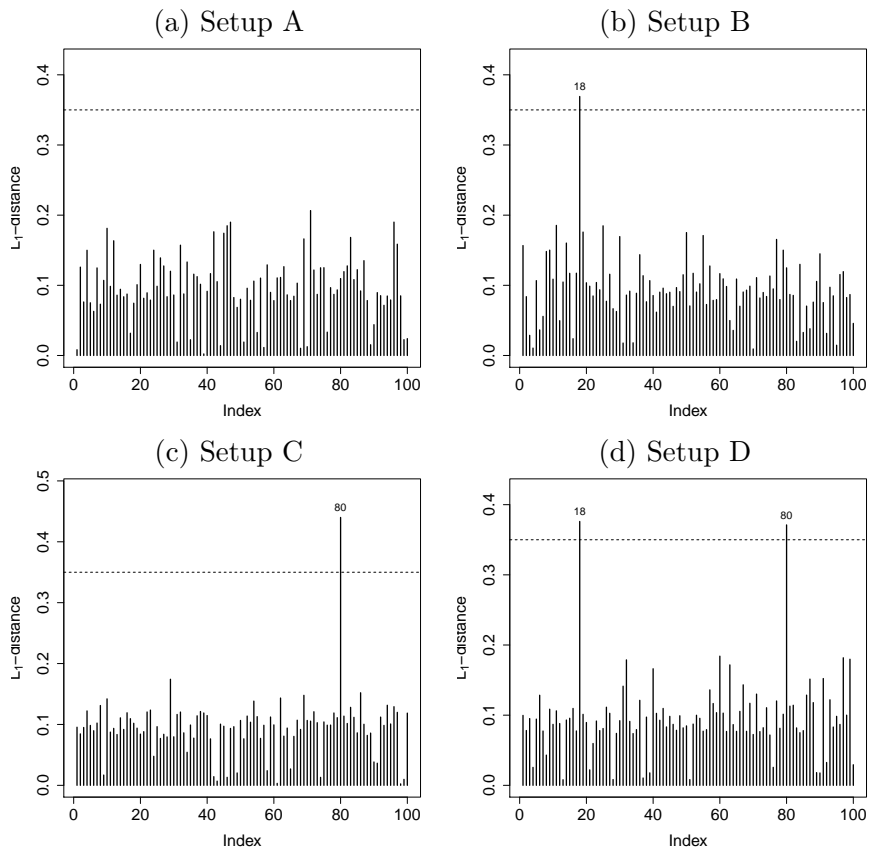 (a) Setup A
(b) Setup B
0.0 0.1 0.2 0.3 0.4
L₁−distance
0 20 40 60 80 100
Index
18
0.0 0.1 0.2 0.3 0.4
L₁−distance
0 20 40 60 80 100
Index
(c) Setup C
(d) Setup D
80
0.0 0.1 0.2 0.3 0.4 0.5
L₁−distance
0 20 40 60 80 100
Index
18 80
0.0 0.1 0.2 0.3 0.4
L₁−distance
0 20 40 60 80 100
Index